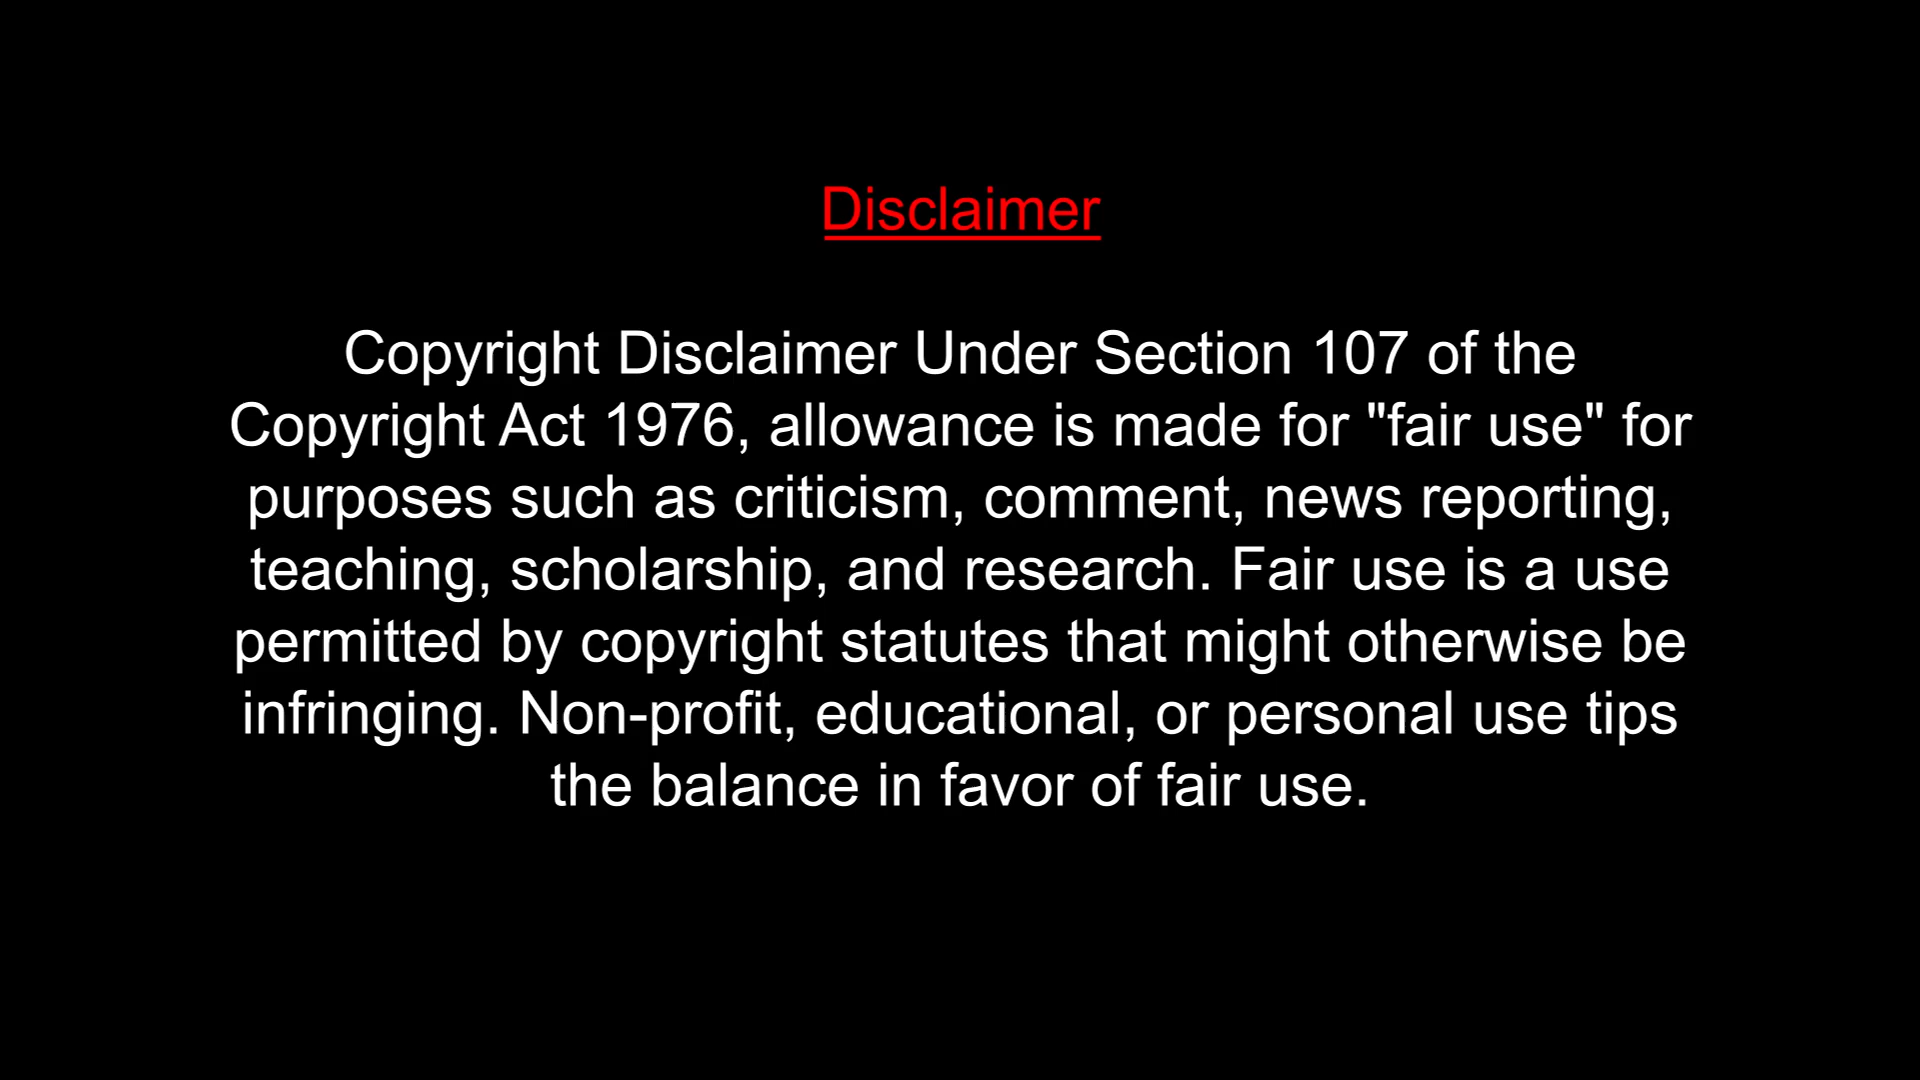 Disclaimer
Copyright Disclaimer Under Section 107 of the
Copyright Act 1976, allowance is made for "fair use" for
purposes such as criticism, comment, news reporting,
teaching, scholarship, and research. Fair use is a use
permitted by copyright statutes that might otherwise be
infringing. Non-profit, educational, or personal use tips
the balance in favor of fair use.